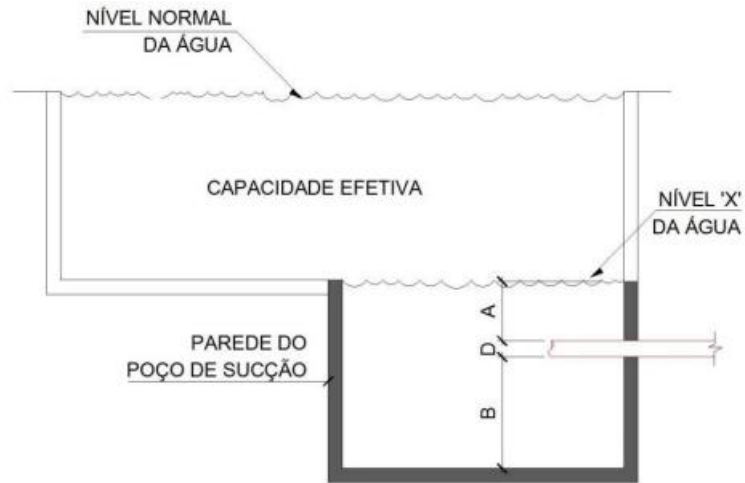 NÍVEL NORMAL
DA ÁGUA
CAPACIDADE EFETIVA
NÍVEL 'X'
DA ÁGUA
A
D
B
PAREDE DO
POÇO DE SUCÇÃO